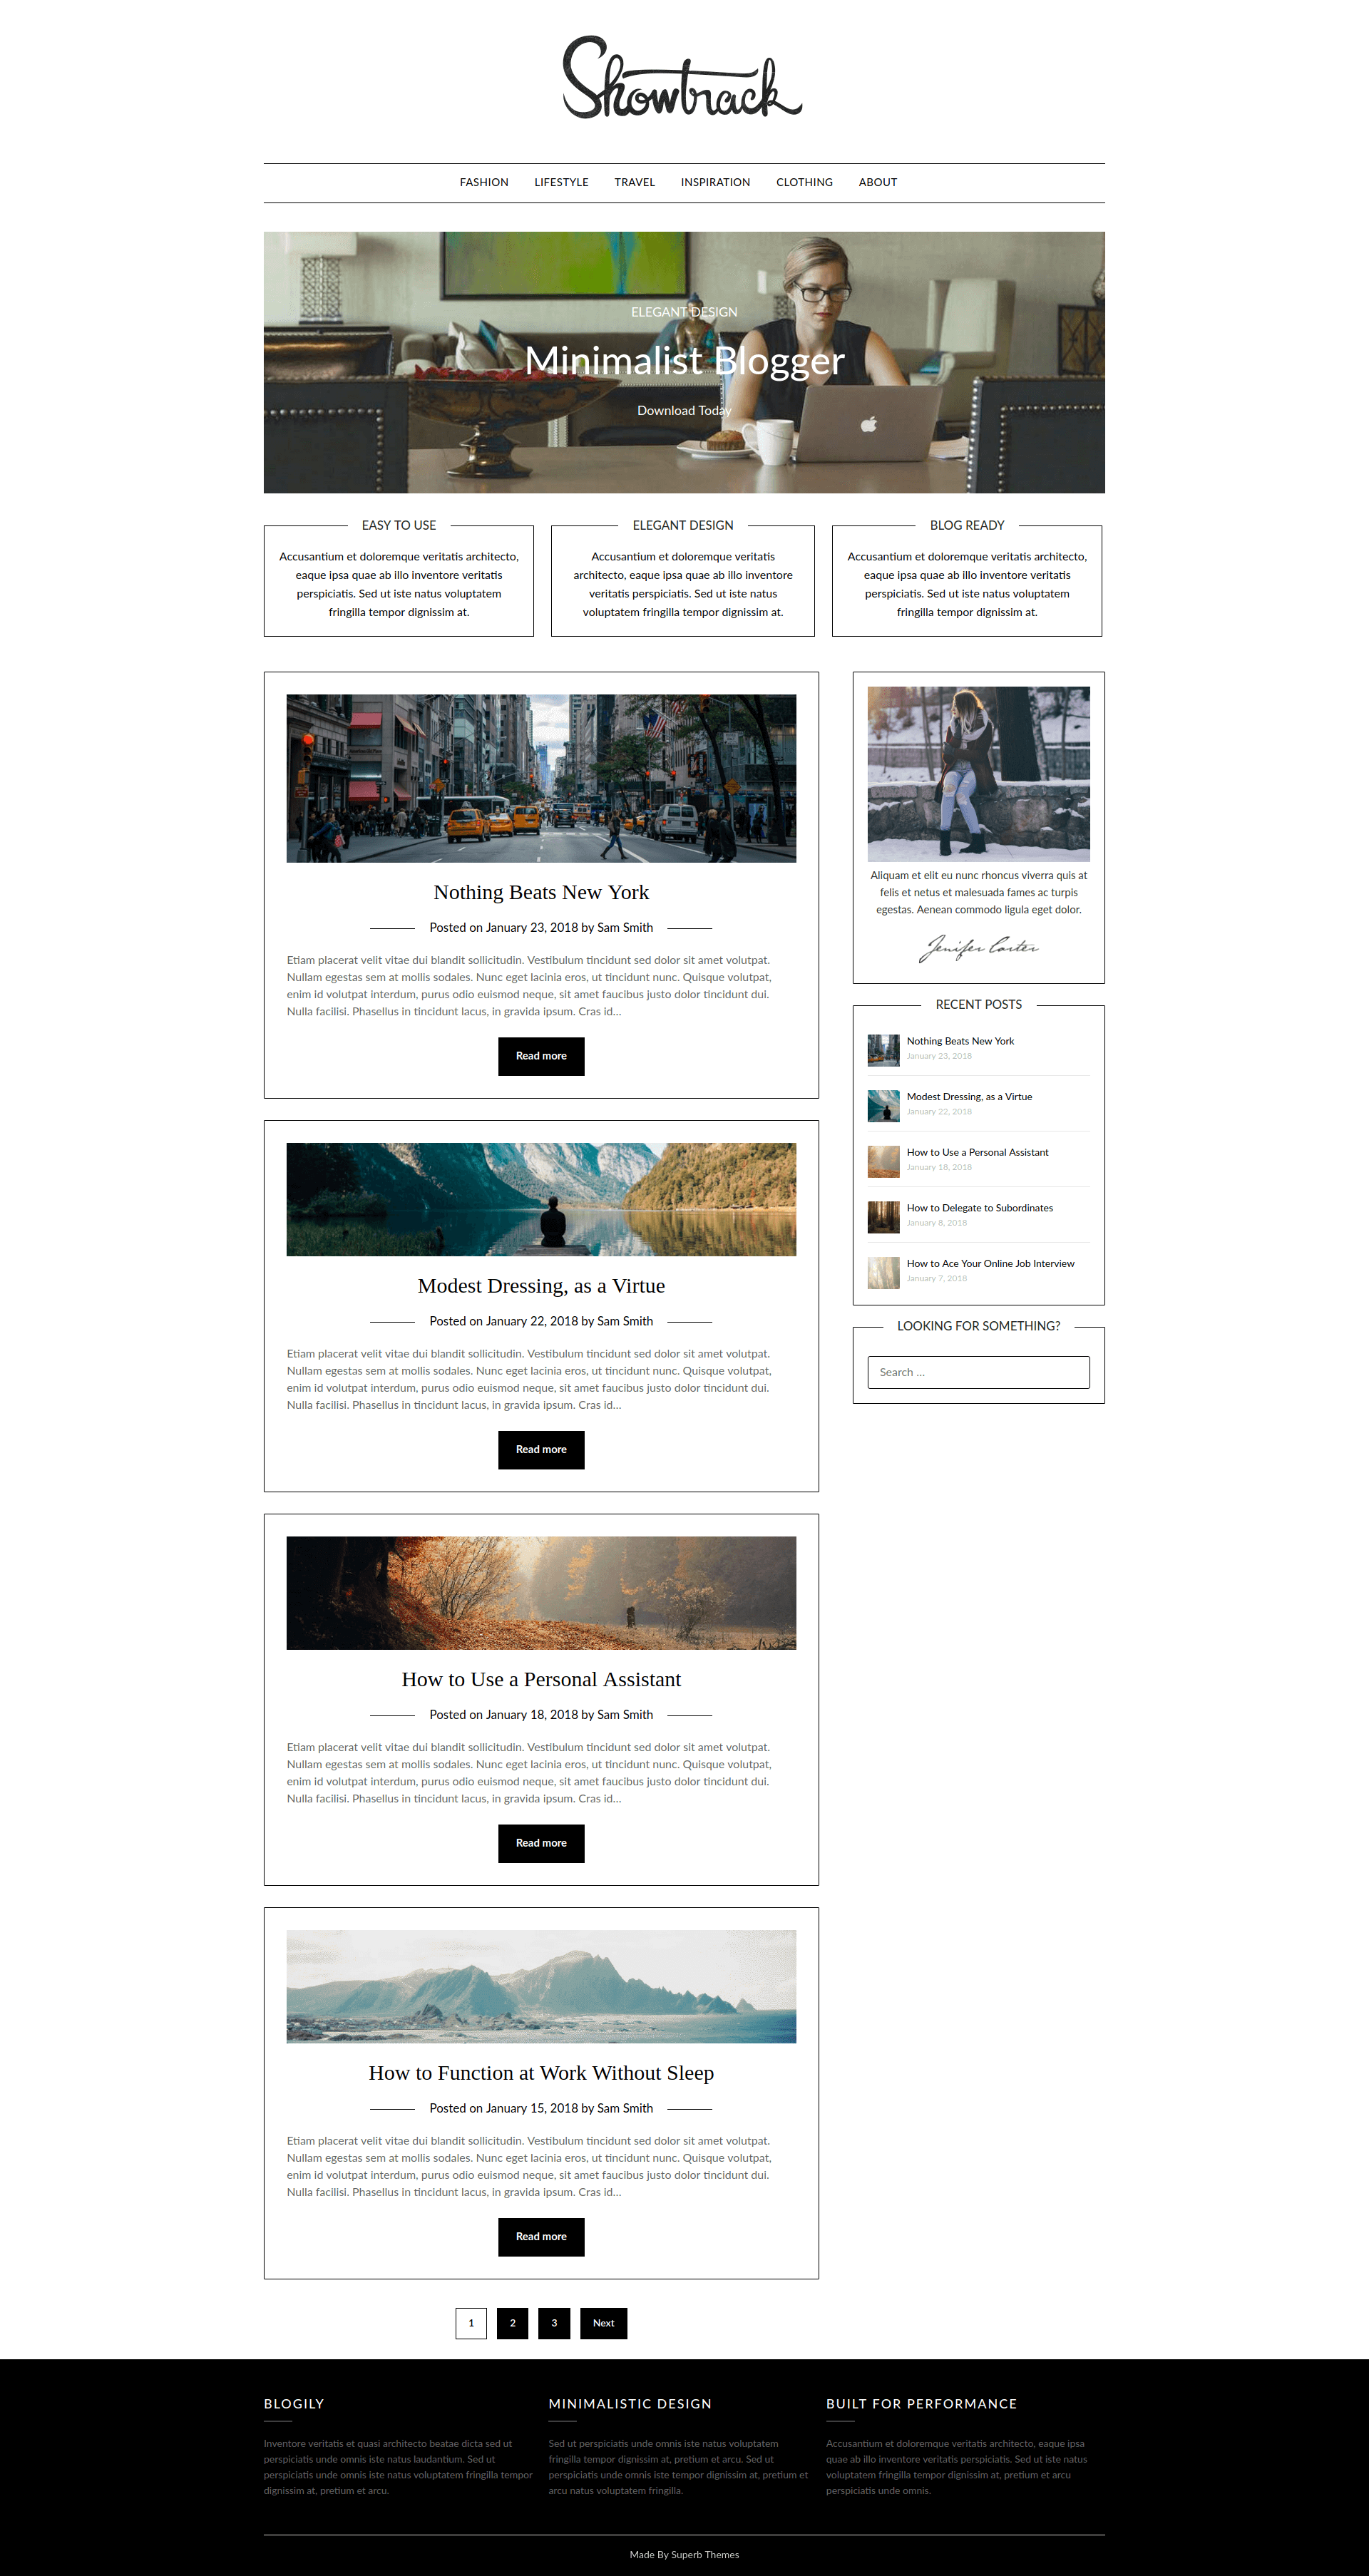 Showtrack
FASHION LIFESTYLE TRAVEL INSPIRATION CLOTHING ABOUT
ELEGANT DESIGN
Minimalist Blogger
Download Today
EASY TO USE
Accusantium et doloremque veritatis architecto,
eaque ipsa quae ab illo inventore veritatis
perspiciatis. Sed ut iste natus voluptatem
fringilla tempor dignissim at.
ELEGANT DESIGN
Accusantium et doloremque veritatis
architecto, eaque ipsa quae ab illo inventore
veritatis perspiciatis. Sed ut iste natus
voluptatem fringilla tempor dignissim at.
BLOG READY
Accusantium et doloremque veritatis architecto,
eaque ipsa quae ab illo inventore veritatis
perspiciatis. Sed ut iste natus voluptatem
fringilla tempor dignissim at.
Nothing Beats New York
Posted on January 23, 2018 by Sam Smith
Etiam placerat velit vitae dui blandit sollicitudin. Vestibulum tincidunt sed dolor sit amet volutpat.
Nullam egestas sem at mollis sodales. Nunc eget lacinia eros, ut tincidunt nunc. Quisque volutpat,
enim id volutpat interdum, purus odio euismod neque, sit amet faucibus justo dolor tincidunt dui.
Nulla facilisi. Phasellus in tincidunt lacus, in gravida ipsum. Cras id…
Read more
Modest Dressing, as a Virtue
Posted on January 22, 2018 by Sam Smith
Etiam placerat velit vitae dui blandit sollicitudin. Vestibulum tincidunt sed dolor sit amet volutpat.
Nullam egestas sem at mollis sodales. Nunc eget lacinia eros, ut tincidunt nunc. Quisque volutpat,
enim id volutpat interdum, purus odio euismod neque, sit amet faucibus justo dolor tincidunt dui.
Nulla facilisi. Phasellus in tincidunt lacus, in gravida ipsum. Cras id…
Read more
How to Use a Personal Assistant
Posted on January 18, 2018 by Sam Smith
Etiam placerat velit vitae dui blandit sollicitudin. Vestibulum tincidunt sed dolor sit amet volutpat.
Nullam egestas sem at mollis sodales. Nunc eget lacinia eros, ut tincidunt nunc. Quisque volutpat,
enim id volutpat interdum, purus odio euismod neque, sit amet faucibus justo dolor tincidunt dui.
Nulla facilisi. Phasellus in tincidunt lacus, in gravida ipsum. Cras id…
Read more
How to Function at Work Without Sleep
Posted on January 15, 2018 by Sam Smith
Etiam placerat velit vitae dui blandit sollicitudin. Vestibulum tincidunt sed dolor sit amet volutpat.
Nullam egestas sem at mollis sodales. Nunc eget lacinia eros, ut tincidunt nunc. Quisque volutpat,
enim id volutpat interdum, purus odio euismod neque, sit amet faucibus justo dolor tincidunt dui.
Nulla facilisi. Phasellus in tincidunt lacus, in gravida ipsum. Cras id…
Read more
1 2 3 Next
Aliquam et elit eu nunc rhoncus viverra quis at
felis et netus et malesuada fames ac turpis
egestas. Aenean commodo ligula eget dolor.
Jenifer Carter
RECENT POSTS
Nothing Beats New York
January 23, 2018
Modest Dressing, as a Virtue
January 22, 2018
How to Use a Personal Assistant
January 18, 2018
How to Delegate to Subordinates
January 8, 2018
How to Ace Your Online Job Interview
January 7, 2018
LOOKING FOR SOMETHING?
Search …
BLOGILY
Inventore veritatis et quasi architecto beatae dicta sed ut
perspiciatis unde omnis iste natus laudantium. Sed ut
perspiciatis unde omnis iste natus voluptatem fringilla tempor
dignissim at, pretium et arcu.
MINIMALISTIC DESIGN
Sed ut perspiciatis unde omnis iste natus voluptatem
fringilla tempor dignissim at, pretium et arcu. Sed ut
perspiciatis unde omnis iste tempor dignissim at, pretium et
arcu natus voluptatem fringilla.
BUILT FOR PERFORMANCE
Accusantium et doloremque veritatis architecto, eaque ipsa
quae ab illo inventore veritatis perspiciatis. Sed ut iste natus
voluptatem fringilla tempor dignissim at, pretium et arcu
perspiciatis unde omnis.
Made By Superb Themes